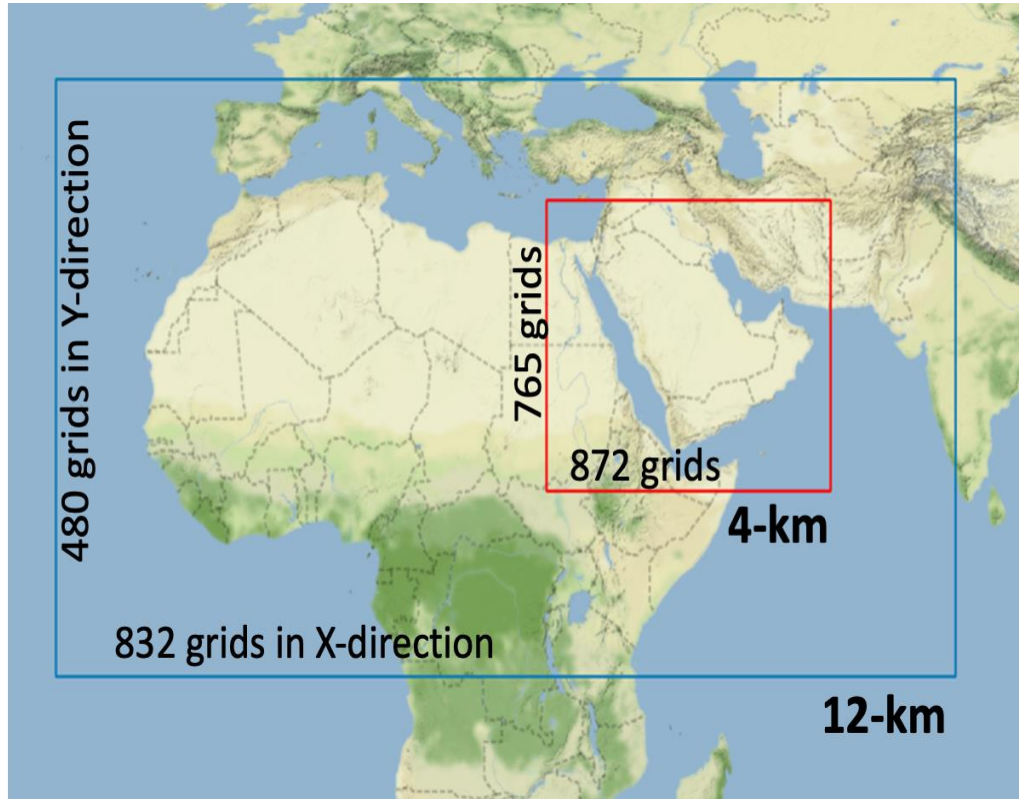 480 grids in Y-direction
765 grids
872 grids
4-km
832 grids in X-direction
12-km